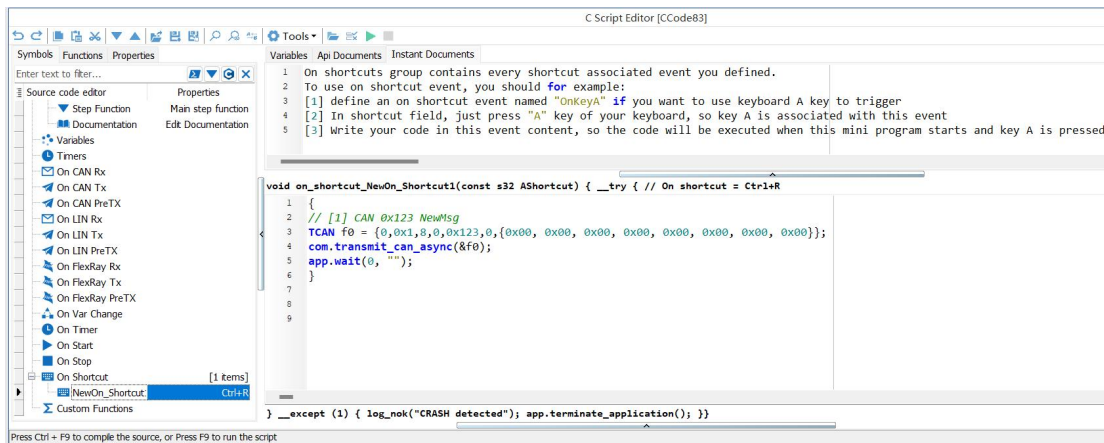 C Script Editor [CCode83]
Tools
Symbols Functions Properties
Enter text to filter...
Source code editor Properties
Step Function Main step function
Documentation Edit Documentation
Variables
Timers
On CAN Rx
On CAN Tx
On CAN PreTX
On LIN Rx
On LIN Tx
On LIN PreTX
On FlexRay Rx
On FlexRay Tx
On FlexRay PreTX
On Var Change
On Timer
On Start
On Stop
On Shortcut [1 items]
NewOn_Shortcut Ctrl+R
Custom Functions
Variables Api Documents Instant Documents
1 On shortcuts group contains every shortcut associated event you defined.
2 To use on shortcut event, you should for example:
3 [1] define an on shortcut event named "OnKeyA" if you want to use keyboard A key to trigger
4 [2] In shortcut field, just press "A" key of your keyboard, so key A is associated with this event
5 [3] Write your code in this event content, so the code will be executed when this mini program starts and key A is pressed
void on_shortcut_NewOn_Shortcut1(const s32 AShortcut) { __try { // On shortcut = Ctrl+R
1 {
2 // [1] CAN 0x123 NewMsg
3 TCAN f0 = {0,0x1,8,0,0x123,0,{0x00, 0x00, 0x00, 0x00, 0x00, 0x00, 0x00, 0x00}};
4 com.transmit_can_async(&f0);
5 app.wait(0, "");
6 }
7
8
9
} __except (1) { log_nok("CRASH detected"); app.terminate_application(); }}
Press Ctrl + F9 to compile the source, or Press F9 to run the script